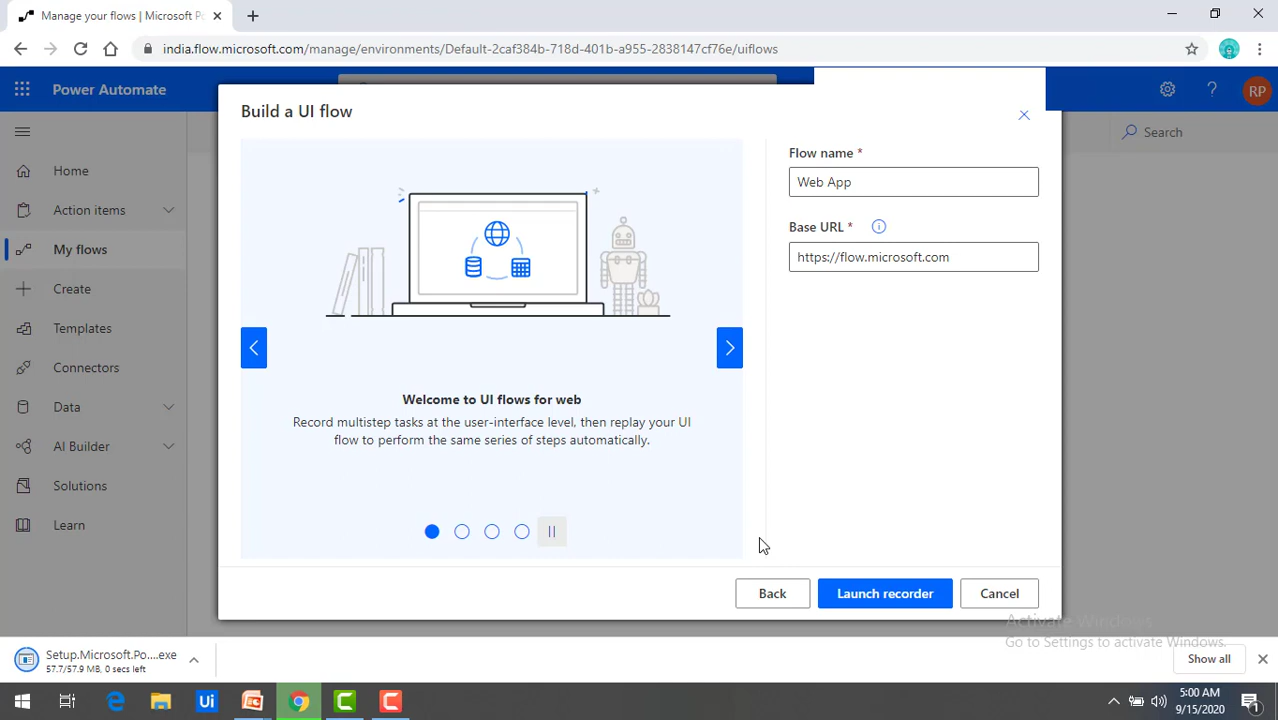 Manage your flows | Microsoft Po
india.flow.microsoft.com/manage/environments/Default-2caf384b-718d-401b-a955-2838147cf76e/uiflows
Power Automate
RP
Search
Home
Action items
My flows
Create
Templates
Connectors
Data
AI Builder
Solutions
Learn
Build a UI flow
Welcome to UI flows for web
Record multistep tasks at the user-interface level, then replay your UI
flow to perform the same series of steps automatically.
Flow name *
Web App
Base URL *
https://flow.microsoft.com
Back
Launch recorder
Cancel
Activate Windows
Go to Settings to activate Windows.
Setup.Microsoft.Po....exe
57.7/57.9 MB, 0 secs left
Show all
Ui
5:00 AM
9/15/2020
1